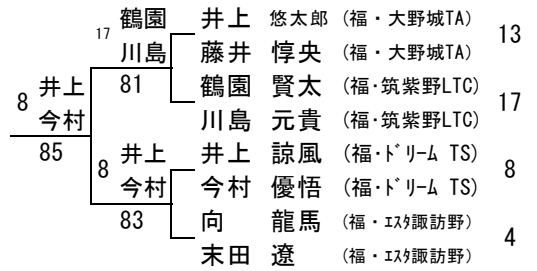 17 鶴園 井上 悠太郎 (福・大野城TA) 13
川島 藤井 惇央 (福・大野城TA)
8 井上 81 鶴園 賢太 (福・筑紫野LTC) 17
今村 川島 元貴 (福・筑紫野LTC)
85 8 井上 井上 諒風 (福・ﾄﾞﾘｰﾑ TS) 8
今村 今村 優悟 (福・ﾄﾞﾘｰﾑ TS)
83 向 龍馬 (福・ｴｽﾀ諏訪野) 4
末田 遼 (福・ｴｽﾀ諏訪野)